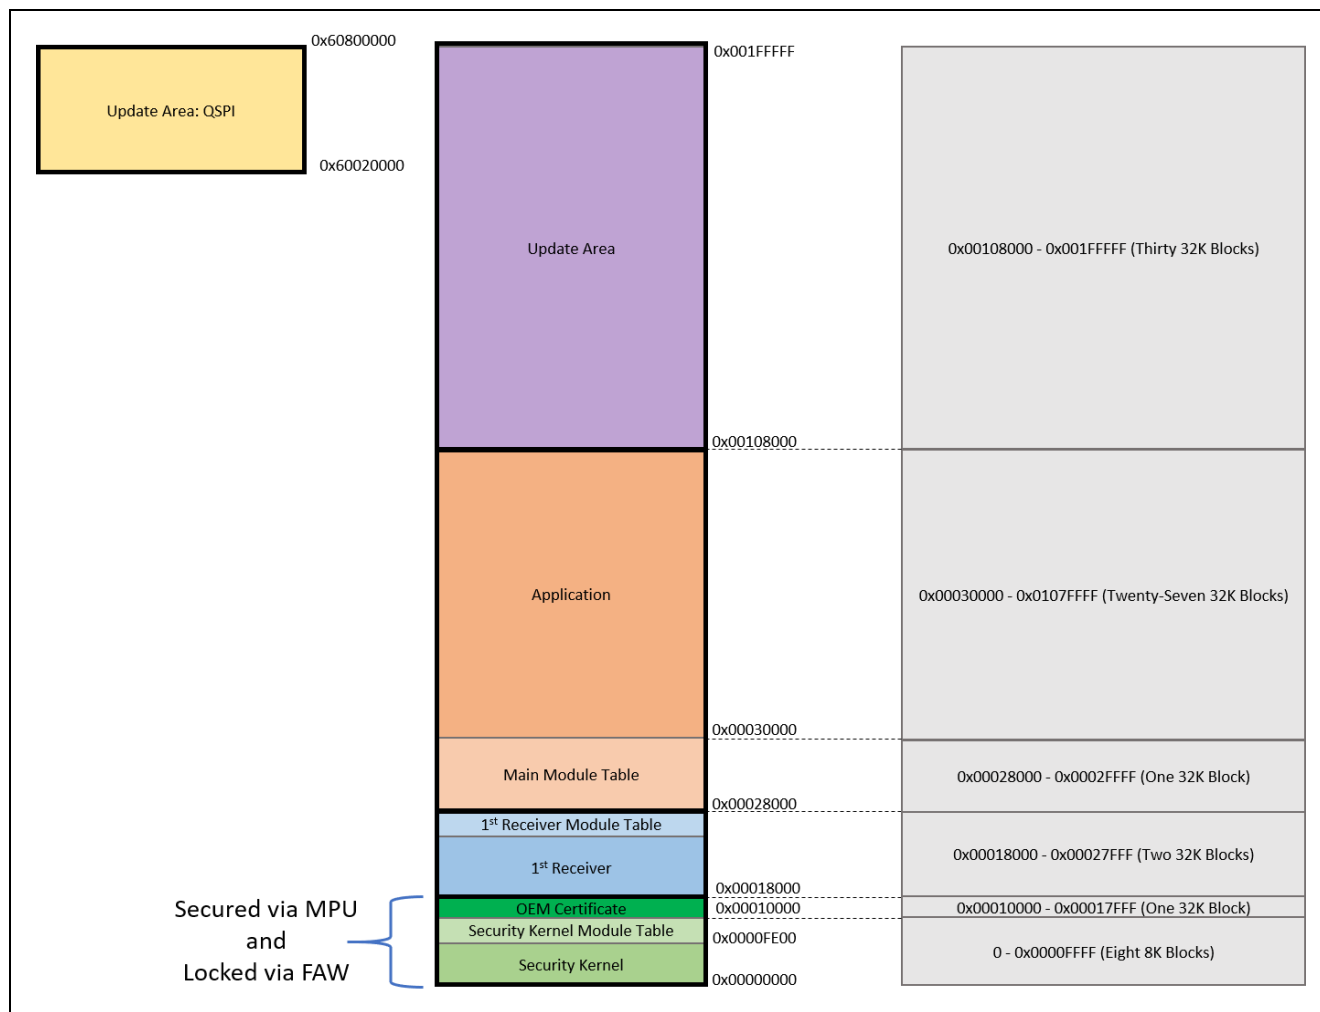 0x60800000
Update Area: QSPI
0x60020000
0x001FFFFF
Update Area
0x00108000 - 0x001FFFFF (Thirty 32K Blocks)
0x00108000
Application
0x00030000 - 0x0107FFFF (Twenty-Seven 32K Blocks)
0x00030000
Main Module Table
0x00028000 - 0x0002FFFF (One 32K Block)
0x00028000
1st Receiver Module Table
0x00018000 - 0x00027FFF (Two 32K Blocks)
1st Receiver
0x00018000
Secured via MPU
and
Locked via FAW
OEM Certificate
0x00010000
0x00010000 - 0x00017FFF (One 32K Block)
Security Kernel Module Table
0x0000FE00
0 - 0x0000FFFF (Eight 8K Blocks)
Security Kernel
0x00000000